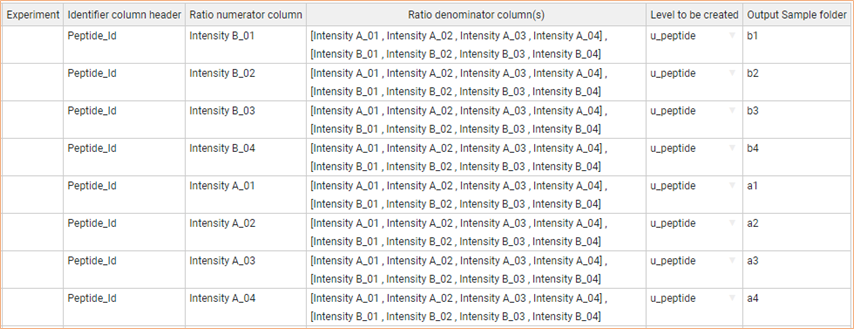 Experiment Identifier column header Ratio numerator column Ratio denominator column(s) Level to be created Output Sample folder
Peptide_Id Intensity B_01 [Intensity A_01 , Intensity A_02 , Intensity A_03 , Intensity A_04] , u_peptide b1
[Intensity B_01 , Intensity B_02 , Intensity B_03 , Intensity B_04]
Peptide_Id Intensity B_02 [Intensity A_01 , Intensity A_02 , Intensity A_03 , Intensity A_04] , u_peptide b2
[Intensity B_01 , Intensity B_02 , Intensity B_03 , Intensity B_04]
Peptide_Id Intensity B_03 [Intensity A_01 , Intensity A_02 , Intensity A_03 , Intensity A_04] , u_peptide b3
[Intensity B_01 , Intensity B_02 , Intensity B_03 , Intensity B_04]
Peptide_Id Intensity B_04 [Intensity A_01 , Intensity A_02 , Intensity A_03 , Intensity A_04] , u_peptide b4
[Intensity B_01 , Intensity B_02 , Intensity B_03 , Intensity B_04]
Peptide_Id Intensity A_01 [Intensity A_01 , Intensity A_02 , Intensity A_03 , Intensity A_04] , u_peptide a1
[Intensity B_01 , Intensity B_02 , Intensity B_03 , Intensity B_04]
Peptide_Id Intensity A_02 [Intensity A_01 , Intensity A_02 , Intensity A_03 , Intensity A_04] , u_peptide a2
[Intensity B_01 , Intensity B_02 , Intensity B_03 , Intensity B_04]
Peptide_Id Intensity A_03 [Intensity A_01 , Intensity A_02 , Intensity A_03 , Intensity A_04] , u_peptide a3
[Intensity B_01 , Intensity B_02 , Intensity B_03 , Intensity B_04]
Peptide_Id Intensity A_04 [Intensity A_01 , Intensity A_02 , Intensity A_03 , Intensity A_04] , u_peptide a4
[Intensity B_01 , Intensity B_02 , Intensity B_03 , Intensity B_04]